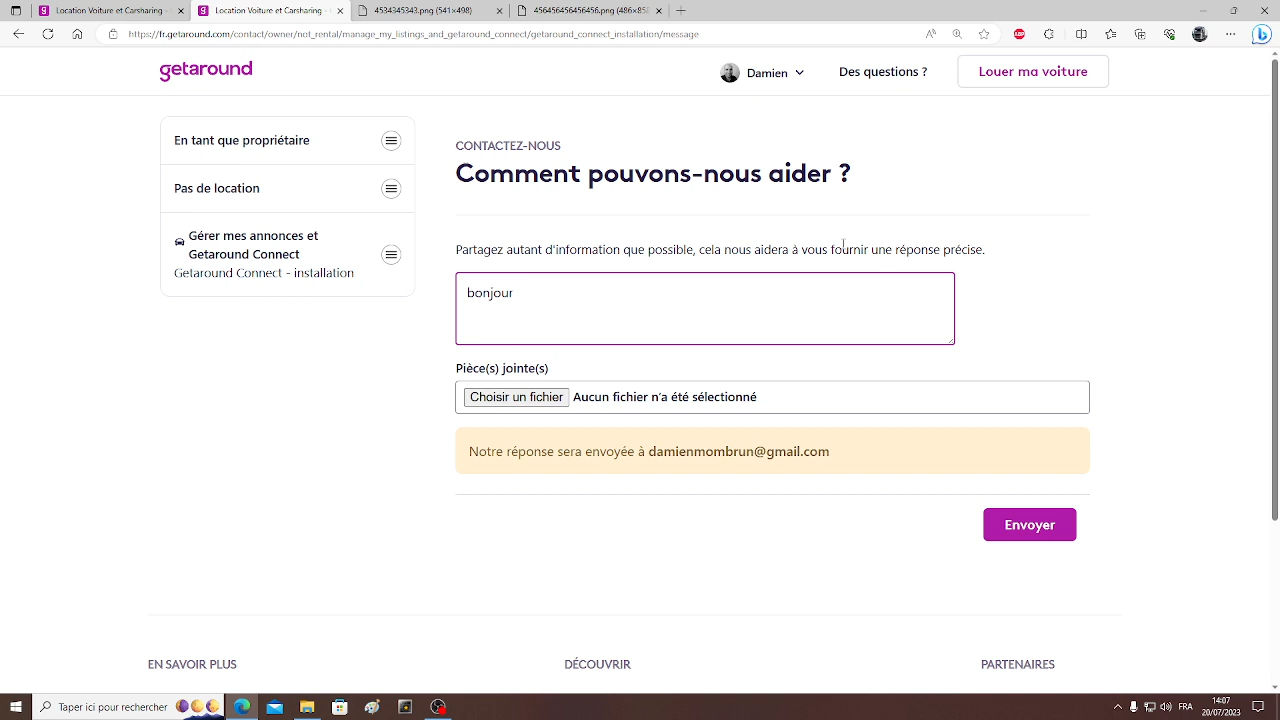 Location Voiture et Carsharing -
Location Voiture et Carsharing -
4534345343.png (541×498)
456456456456456.png (486×858
https://fr.getaround.com/contact/owner/not_rental/manage_my_listings_and_getaround_connect/getaround_connect_installation/message
getaround
Damien
Des questions ?
Louer ma voiture
En tant que propriétaire
Pas de location
Gérer mes annonces et
Getaround Connect
Getaround Connect - installation
CONTACTEZ-NOUS
Comment pouvons-nous aider ?
Partagez autant d'information que possible, cela nous aidera à vous fournir une réponse précise.
bonjour
Pièce(s) jointe(s)
Choisir un fichier Aucun fichier n'a été sélectionné
Notre réponse sera envoyée à damienmombrun@gmail.com
Envoyer
EN SAVOIR PLUS
DÉCOUVRIR
PARTENAIRES
Taper ici pour rechercher
FRA
14:07
20/07/2023